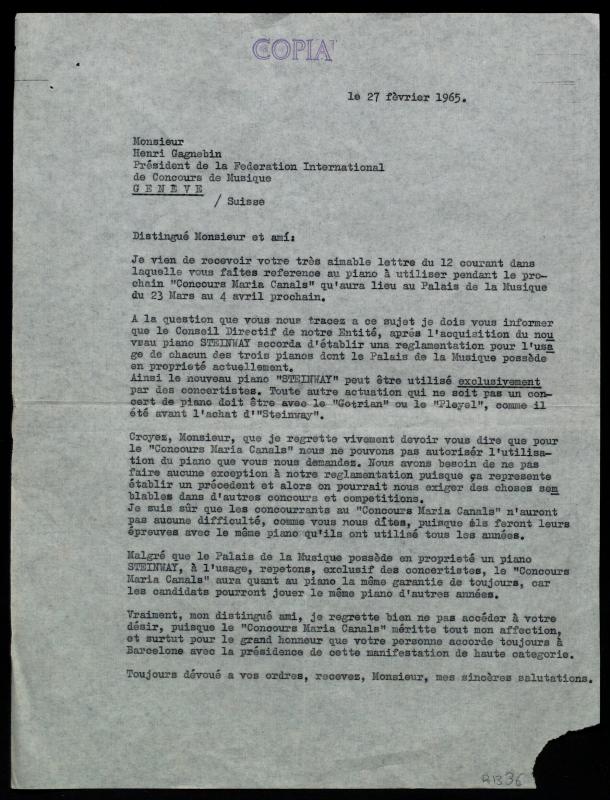 COPIA
le 27 fèvrier 1965.
Monsieur
Henri Gagnebin
Président de la Federation International
de Concours de Musique
GENÈVE
/ Suisse
Distingué Monsieur et ami:
Je vien de recevoir votre très aimable lettre du 12 courant dans
laquelle vous faîtes reference au piano à utiliser pendant le pro-
chain "Concours Maria Canals" qu'aura lieu au Palais de la Musique
du 23 Mars au 4 avril prochain.
A la question que vous nous tracez a ce sujet je dois vous informer
que le Conseil Directif de notre Entité, aprés l'acquisition du nou
veau piano STEINWAY accorda d'établir una reglamentation pour l'usa
ge de chacun des trois pianos dont le Palais de la Musique possède
en proprieté actuellement.
Ainsi le nouveau piano "STEINWAY" peut être utilisé exclusivement
par des concertistes. Toute autre actuation qui ne soit pas un con-
cert de piano doit être avec le "Gotrian" ou le "Pleyel", comme il
été avant l'achat d'"Steinway".
Croyez, Monsieur, que je regrette vivement devoir vous dire que pour
le "Concours Maria Canals" nous ne pouvons pas autorisér l'utilisa-
tion du piano que vous nous demandez. Nous avons besoin de ne pas
faire aucune exception à notre reglamentation puisque ça represente
établir un précedent et alors on pourrait nous exiger des choses sem
blables dans d'autres concours et competitions.
Je suis sûr que les concourrants au "Concours Maria Canals" n'auront
pas aucune difficulté, comme vous nous dîtes, puisque éls feront leurs
épreuves avec le même piano qu'ils ont utilisé tous les années.
Malgré que le Palais de la Musique possède en proprieté un piano
STEINWAY, à l'usage, repetons, exclusif des concertistes, le "Concours
Maria Canals" aura quant au piano la même garantie de toujours, car
les candidats pourront jouer le même piano d'autres années.
Vraiment, mon distingué ami, je regrette bien ne pas accéder à votre
désir, puisque le "Concours Maria Canals" méritte tout mon affection,
et surtut pour le grand honneur que votre personne accorde toujours à
Barcelone avec la présidence de cette manifestation de haute categorie.
Toujours dévoué a vos ordres, recevez, Monsieur, mes sincères salutations.